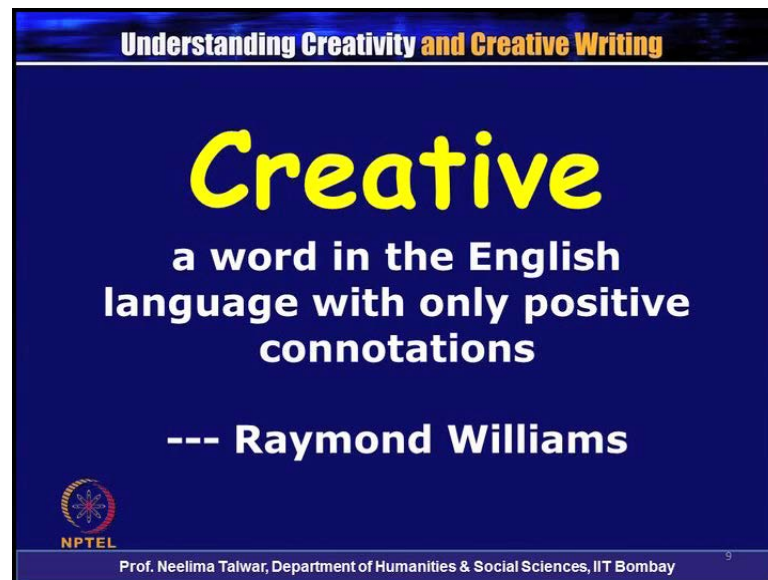 Understanding Creativity and Creative Writing
Creative
a word in the English
language with only positive
connotations
--- Raymond Williams
NPTEL
Prof. Neelima Talwar, Department of Humanities & Social Sciences, IIT Bombay
9